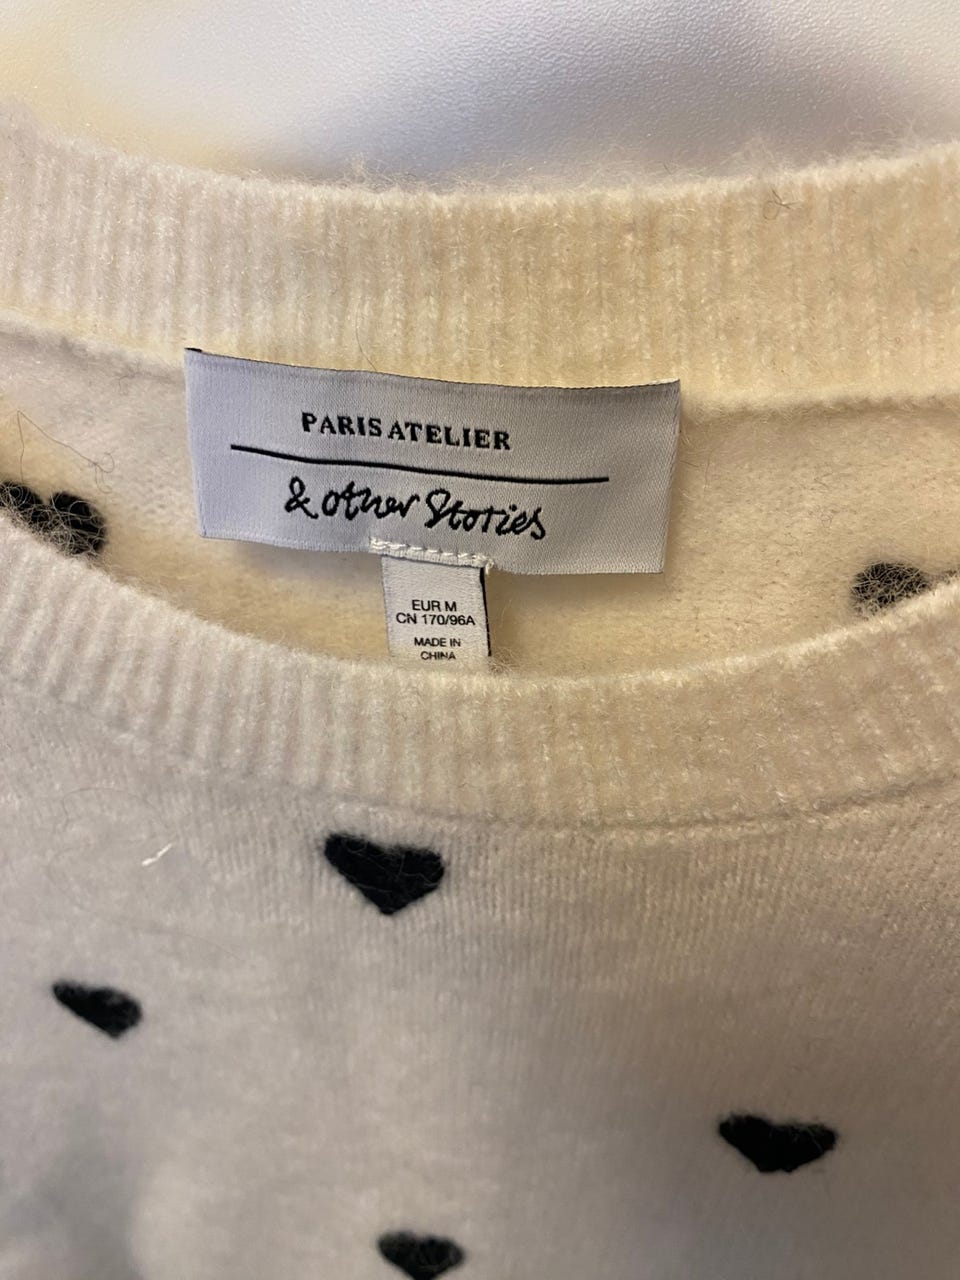 PARIS ATELIER
& other Stories
EUR M
CN 170/96A
MADE IN
CHINA